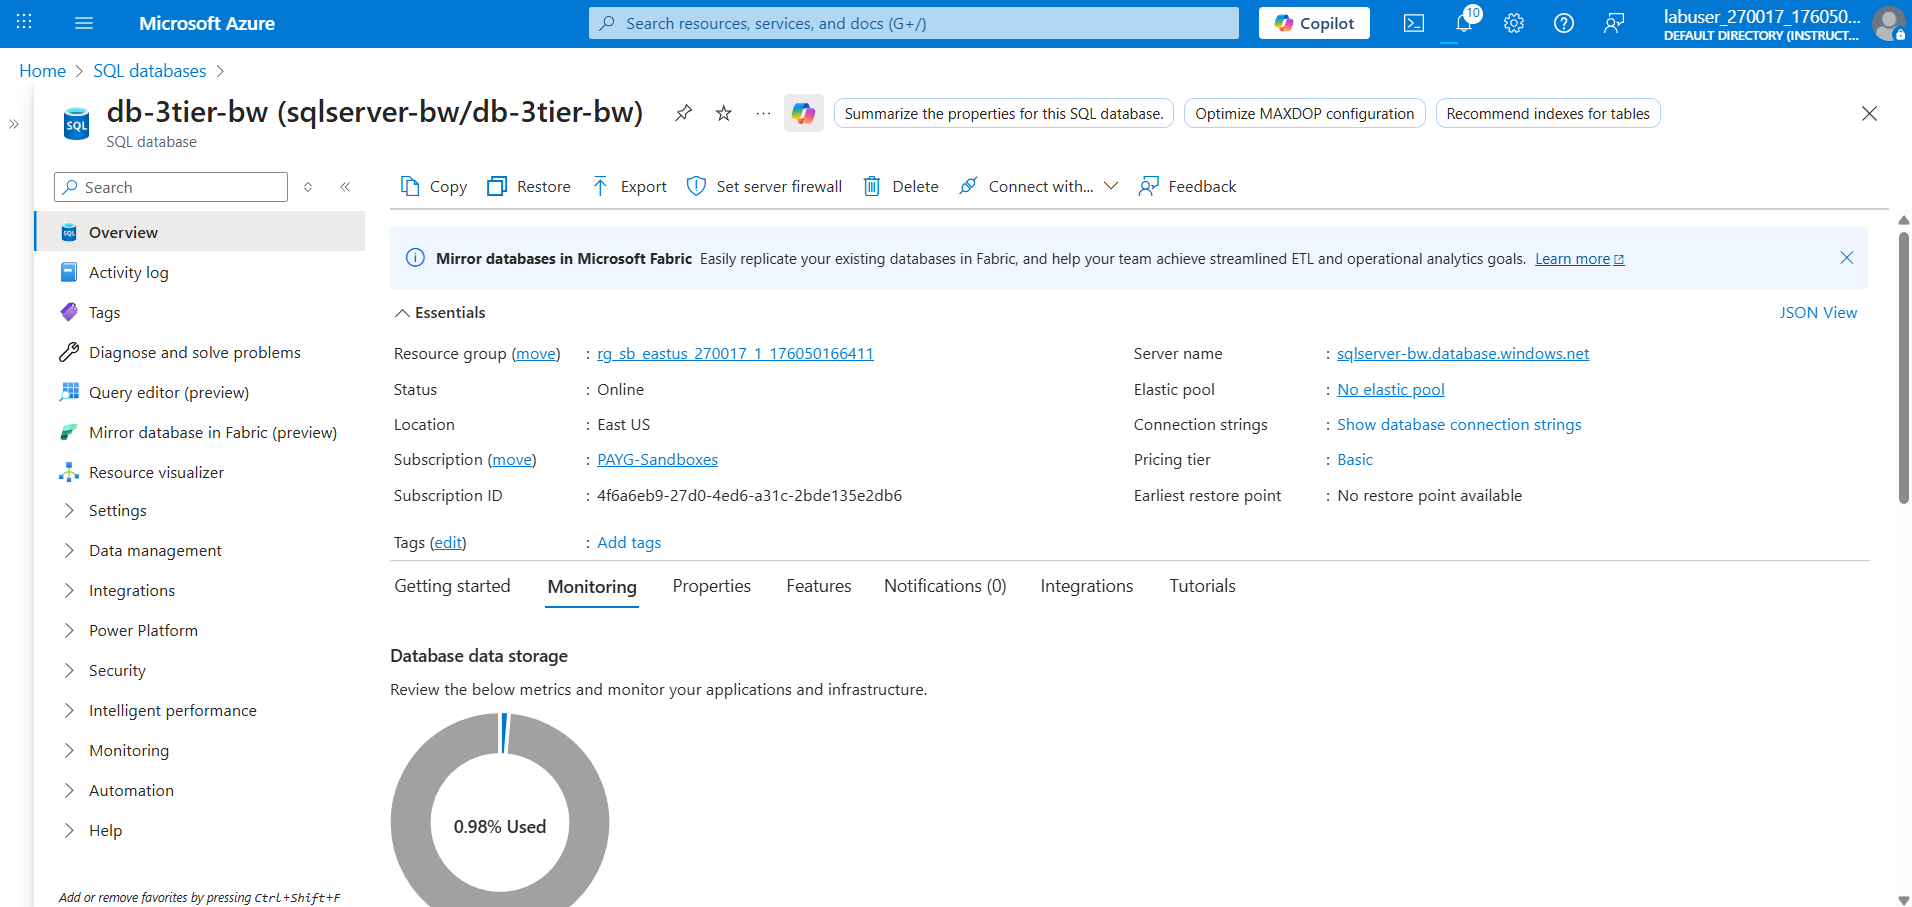 Microsoft Azure
Search resources, services, and docs (G+/)
Copilot
10
labuser_270017_176050...
DEFAULT DIRECTORY (INSTRUCT...
Home > SQL databases >
db-3tier-bw (sqlserver-bw/db-3tier-bw)
SQL
SQL database
Summarize the properties for this SQL database.
Optimize MAXDOP configuration
Recommend indexes for tables
Search
Copy
Restore
Export
Set server firewall
Delete
Connect with...
Feedback
Overview
Activity log
Tags
Diagnose and solve problems
Query editor (preview)
Mirror database in Fabric (preview)
Resource visualizer
Settings
Data management
Integrations
Power Platform
Security
Intelligent performance
Monitoring
Automation
Help
Add or remove favorites by pressing Ctrl+Shift+F
Mirror databases in Microsoft Fabric Easily replicate your existing databases in Fabric, and help your team achieve streamlined ETL and operational analytics goals. Learn more
Essentials
JSON View
Resource group (move) : rg_sb_eastus_270017_1_176050166411
Status : Online
Location : East US
Subscription (move) : PAYG-Sandboxes
Subscription ID : 4f6a6eb9-27d0-4ed6-a31c-2bde135e2db6
Server name : sqlserver-bw.database.windows.net
Elastic pool : No elastic pool
Connection strings : Show database connection strings
Pricing tier : Basic
Earliest restore point : No restore point available
Tags (edit) : Add tags
Getting started
Monitoring
Properties
Features
Notifications (0)
Integrations
Tutorials
Database data storage
Review the below metrics and monitor your applications and infrastructure.
0.98% Used